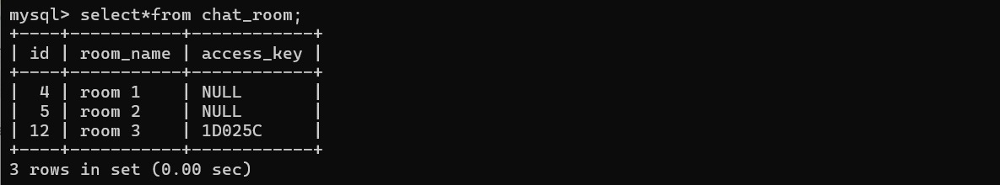 mysql> select*from chat_room;
+----+-----------+------------+
| id | room_name | access_key |
+----+-----------+------------+
|  4 | room 1    | NULL       |
|  5 | room 2    | NULL       |
| 12 | room 3    | 1D025C     |
+----+-----------+------------+
3 rows in set (0.00 sec)